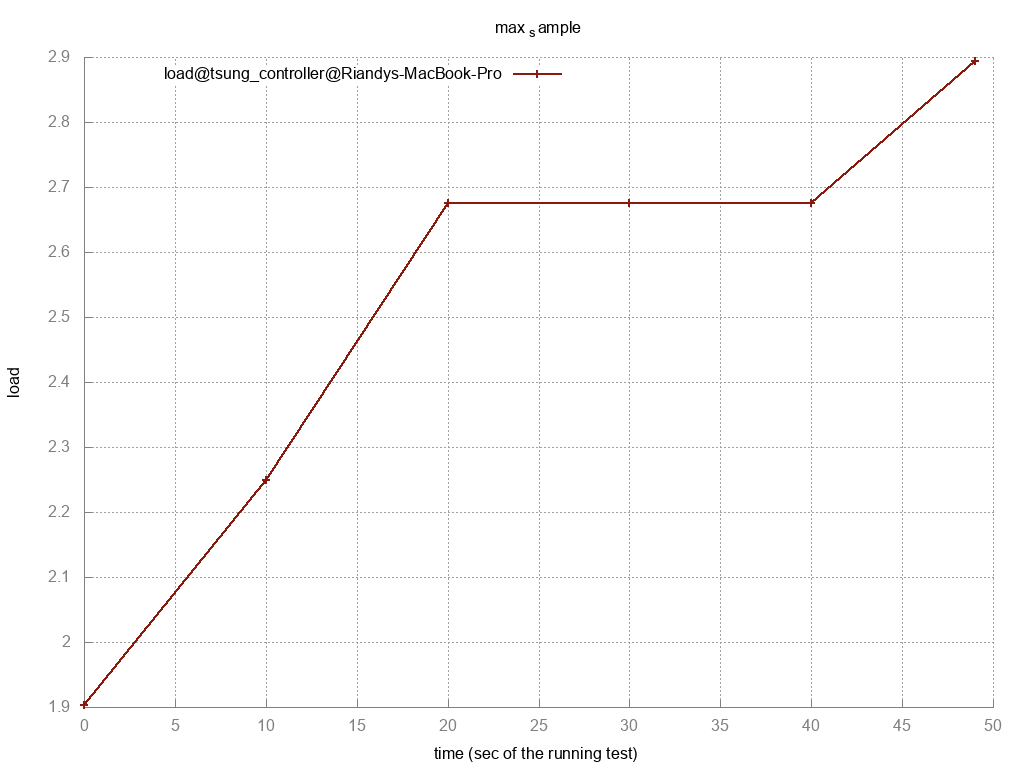 max s ample
load@tsung_controller@Riandys-MacBook-Pro
2.9
2.8
2.7
2.6
2.5
2.4
2.3
2.2
2.1
2
1.9
load
0 5 10 15 20 25 30 35 40 45 50
time (sec of the running test)